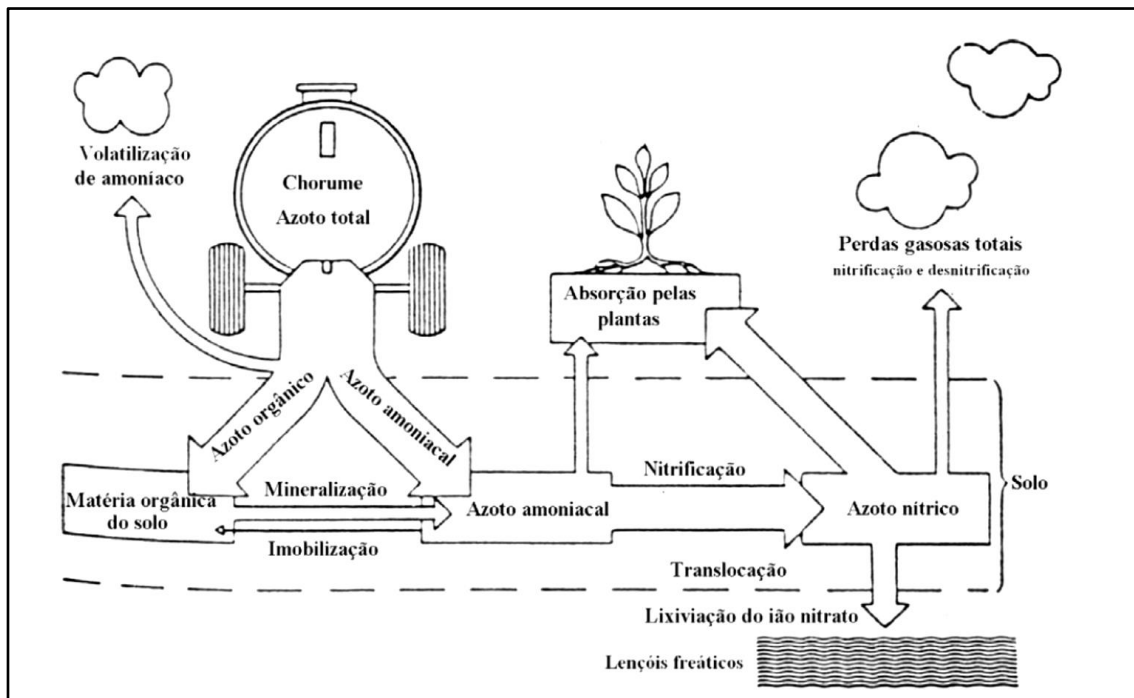 Volatilização
de amoníaco
Chorume
Azoto total
Absorção pelas
plantas
Perdas gasosas totais
nitrificação e desnitrificação
Azoto orgânico
Azoto amoniacal
Matéria orgânica
do solo
Mineralização
Imobilização
Azoto amoniacal
Nitrificação
Translocação
Azoto nítrico
Solo
Lixiviação do ião nitrato
Lençóis freáticos